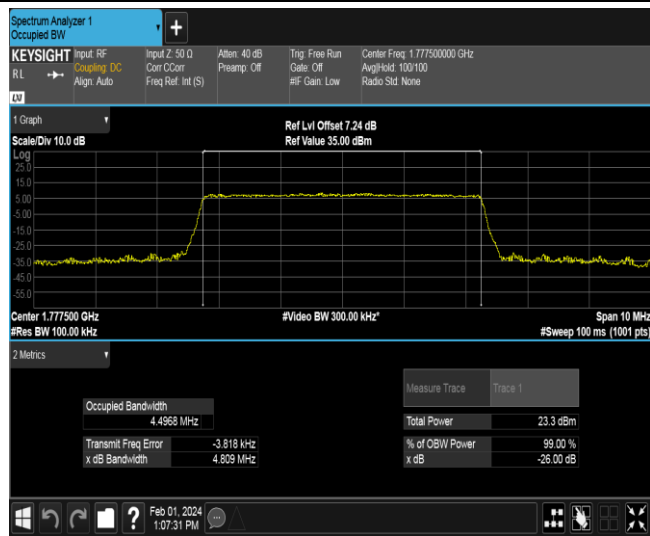 Spectrum Analyzer 1
Occupied BW
+
KEYSIGHT
RL
LXI
Input: RF
Coupling: DC
Align: Auto
Input Z: 50 Ω
Corr CCorr
Freq Ref: Int (S)
Atten: 40 dB
Preamp: Off
Trig: Free Run
Gate: Off
#IF Gain: Low
Center Freq: 1.777500000 GHz
Avg|Hold: 100/100
Radio Std: None
1 Graph
Scale/Div 10.0 dB
Ref Lvl Offset 7.24 dB
Ref Value 35.00 dBm
Log
25.0
15.0
5.00
-5.00
-15.0
-25.0
-35.0
-45.0
-55.0
Center 1.777500 GHz
#Res BW 100.00 kHz
#Video BW 300.00 kHz*
Span 10 MHz
#Sweep 100 ms (1001 pts)
2 Metrics
Measure Trace Trace 1
Occupied Bandwidth
4.4968 MHz
Total Power 23.3 dBm
Transmit Freq Error -3.818 kHz
% of OBW Power 99.00 %
x dB Bandwidth 4.809 MHz
x dB -26.00 dB
?
Feb 01, 2024
1:07:31 PM